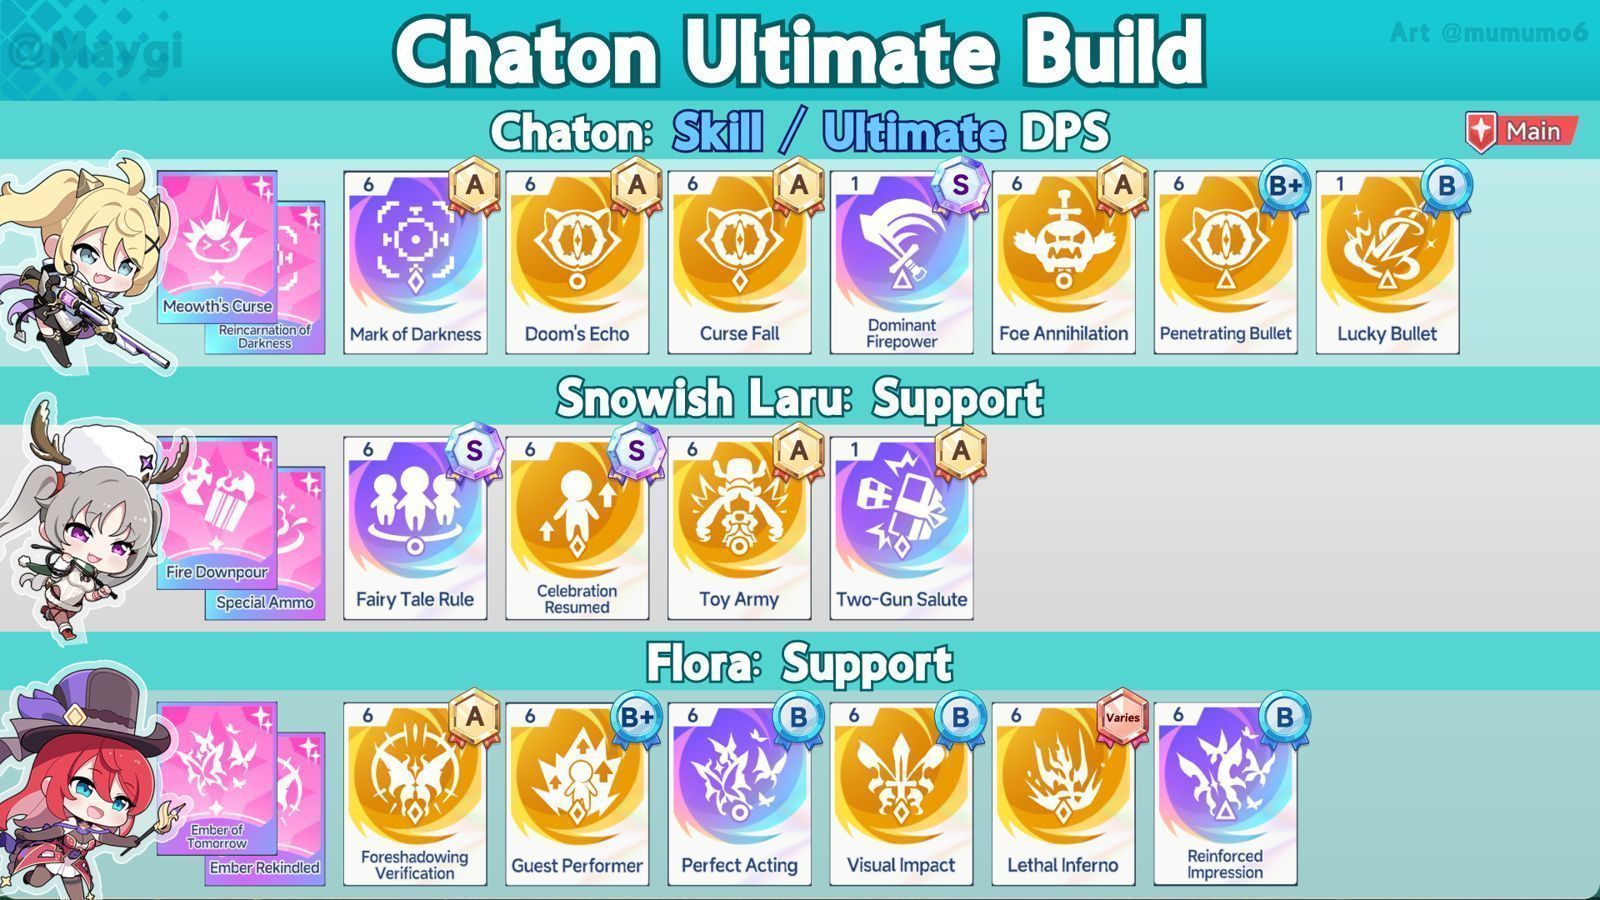 @Maygi
Chaton Ultimate Build
Art @mumumo6
Chaton: Skill / Ultimate DPS
Main
Meowth's Curse
Reincarnation of
Darkness
6 A
Mark of Darkness
6 A
Doom's Echo
6 A
Curse Fall
1 S
Dominant
Firepower
6 A
Foe Annihilation
6 B+
Penetrating Bullet
1 B
Lucky Bullet
Snowish Laru: Support
Fire Downpour
Special Ammo
6 S
Fairy Tale Rule
6 S
Celebration
Resumed
6 A
Toy Army
1 A
Two-Gun Salute
Flora: Support
Ember of
Tomorrow
Ember Rekindled
6 A
Foreshadowing
Verification
6 B+
Guest Performer
6 B
Perfect Acting
6 B
Visual Impact
6 Varies
Lethal Inferno
6 B
Reinforced
Impression